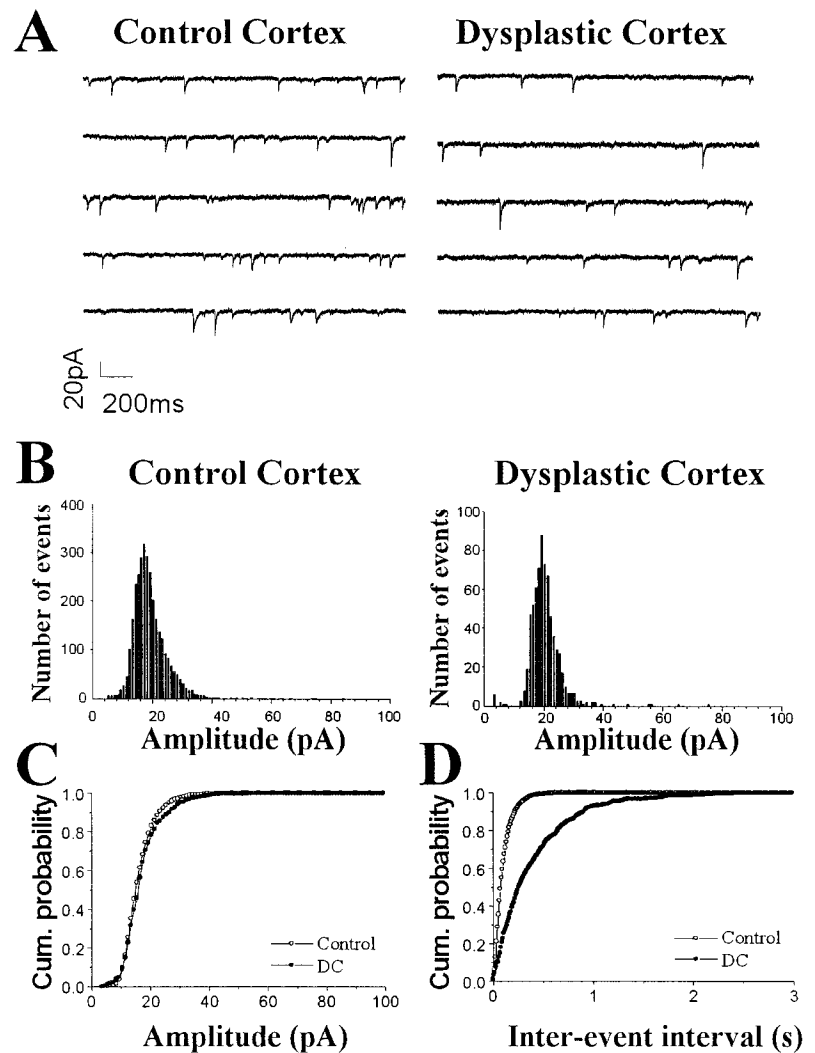 A
Control Cortex Dysplastic Cortex
20pA
200ms
B
Control Cortex Dysplastic Cortex
Number of events
400
300
200
100
0
0 20 40 60 80 100
Amplitude (pA)
Number of events
100
80
60
40
20
0
0 20 40 60 80 100
Amplitude (pA)
C
Cum. probability
1.0
0.8
0.6
0.4
0.2
0.0
Control
DC
0 20 40 60 80 100
Amplitude (pA)
D
Cum. probability
1.0
0.8
0.6
0.4
0.2
0.0
Control
DC
0 1 2 3
Inter-event interval (s)